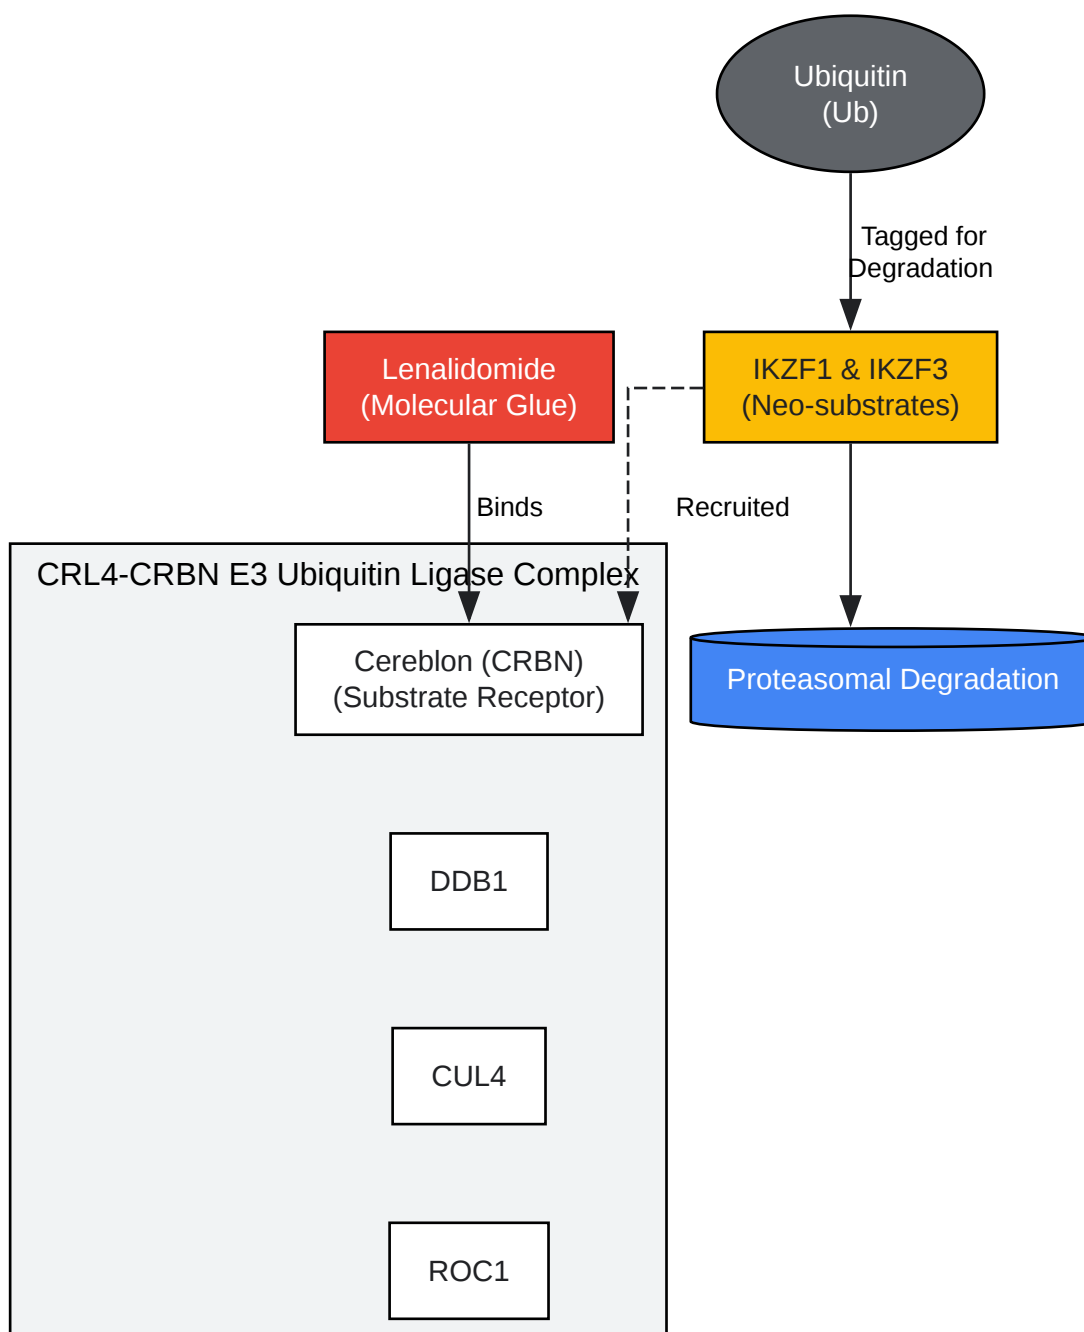 Ubiquitin
(Ub)
Tagged for
Degradation
Lenalidomide
(Molecular Glue)
IKZF1 & IKZF3
(Neo-substrates)
Binds
Recruited
CRL4-CRBN E3 Ubiquitin Ligase Complex
Cereblon (CRBN)
(Substrate Receptor)
Proteasomal Degradation
DDB1
CUL4
ROC1